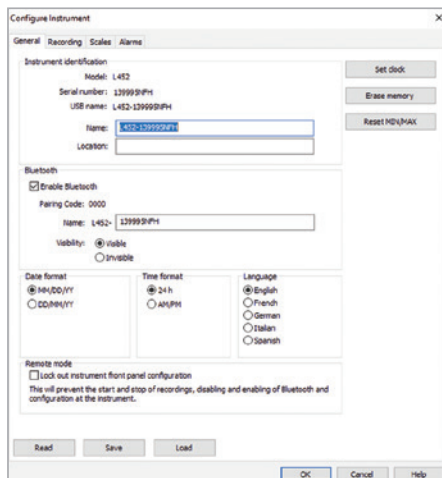 Configure Instrument
General Recording Scales Alarms
Instrument identification
Model: L452
Serial number: 139995NFH
USB name: L452-139995NFH
Name: L452-139995NFH
Location:
Set clock
Erase memory
Reset MIN/MAX
Bluetooth
Enable Bluetooth
Pairing Code: 0000
Name: L452- 139995NFH
Visibility: Visible
Invisible
Date format
MM/DD/YY
DD/MM/YY
Time format
24 h
AM/PM
Language
English
French
German
Italian
Spanish
Remote mode
Lock out instrument front panel configuration
This will prevent the start and stop of recordings, disabling and enabling of Bluetooth and
configuration at the instrument.
Read Save Load
OK Cancel Help